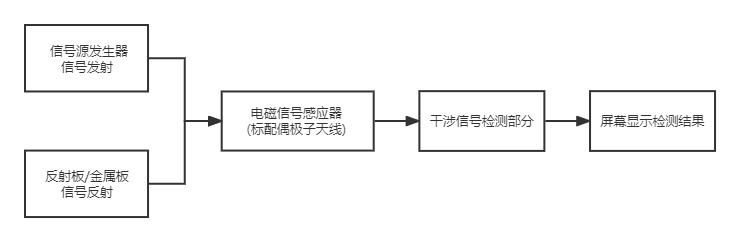 信号源发生器
信号发射
反射板/金属板
信号反射
电磁信号感应器
(标配偶极子天线)
干涉信号检测部分
屏幕显示检测结果